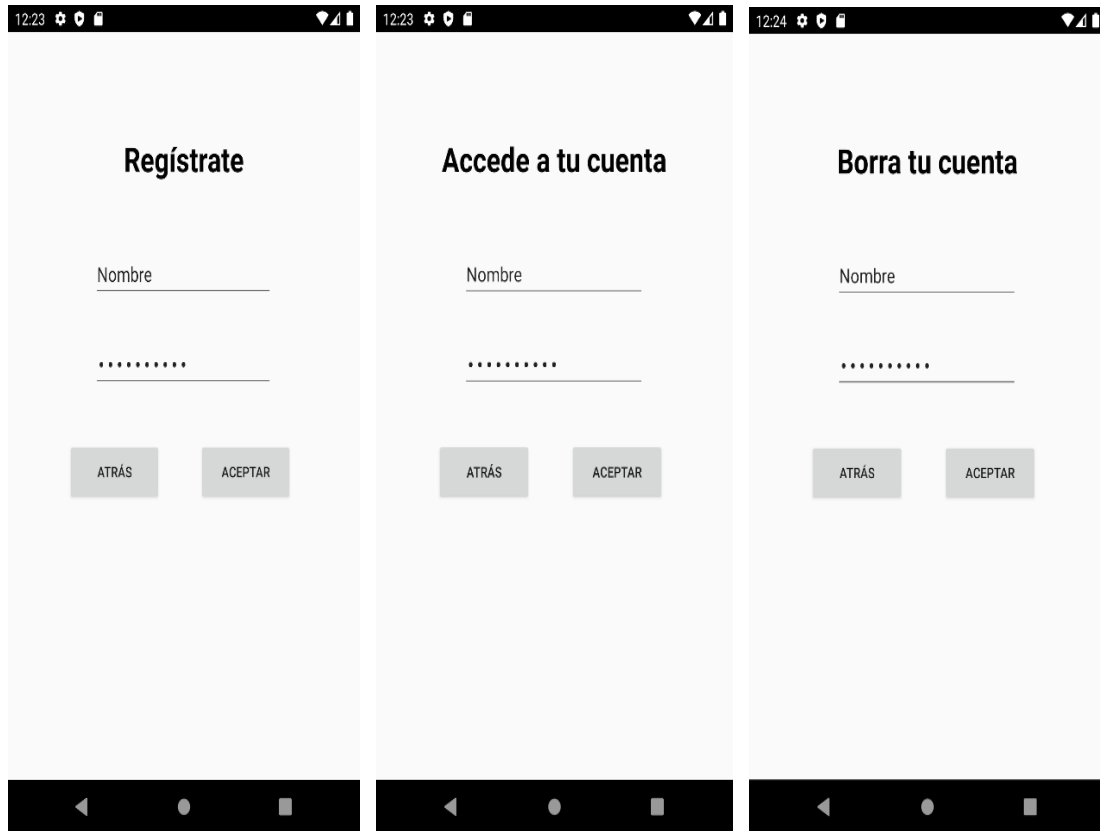 12:23
Regístrate
Nombre
••••••••••
ATRÁS
ACEPTAR
12:23
Accede a tu cuenta
Nombre
••••••••••
ATRÁS
ACEPTAR
12:24
Borra tu cuenta
Nombre
••••••••••
ATRÁS
ACEPTAR